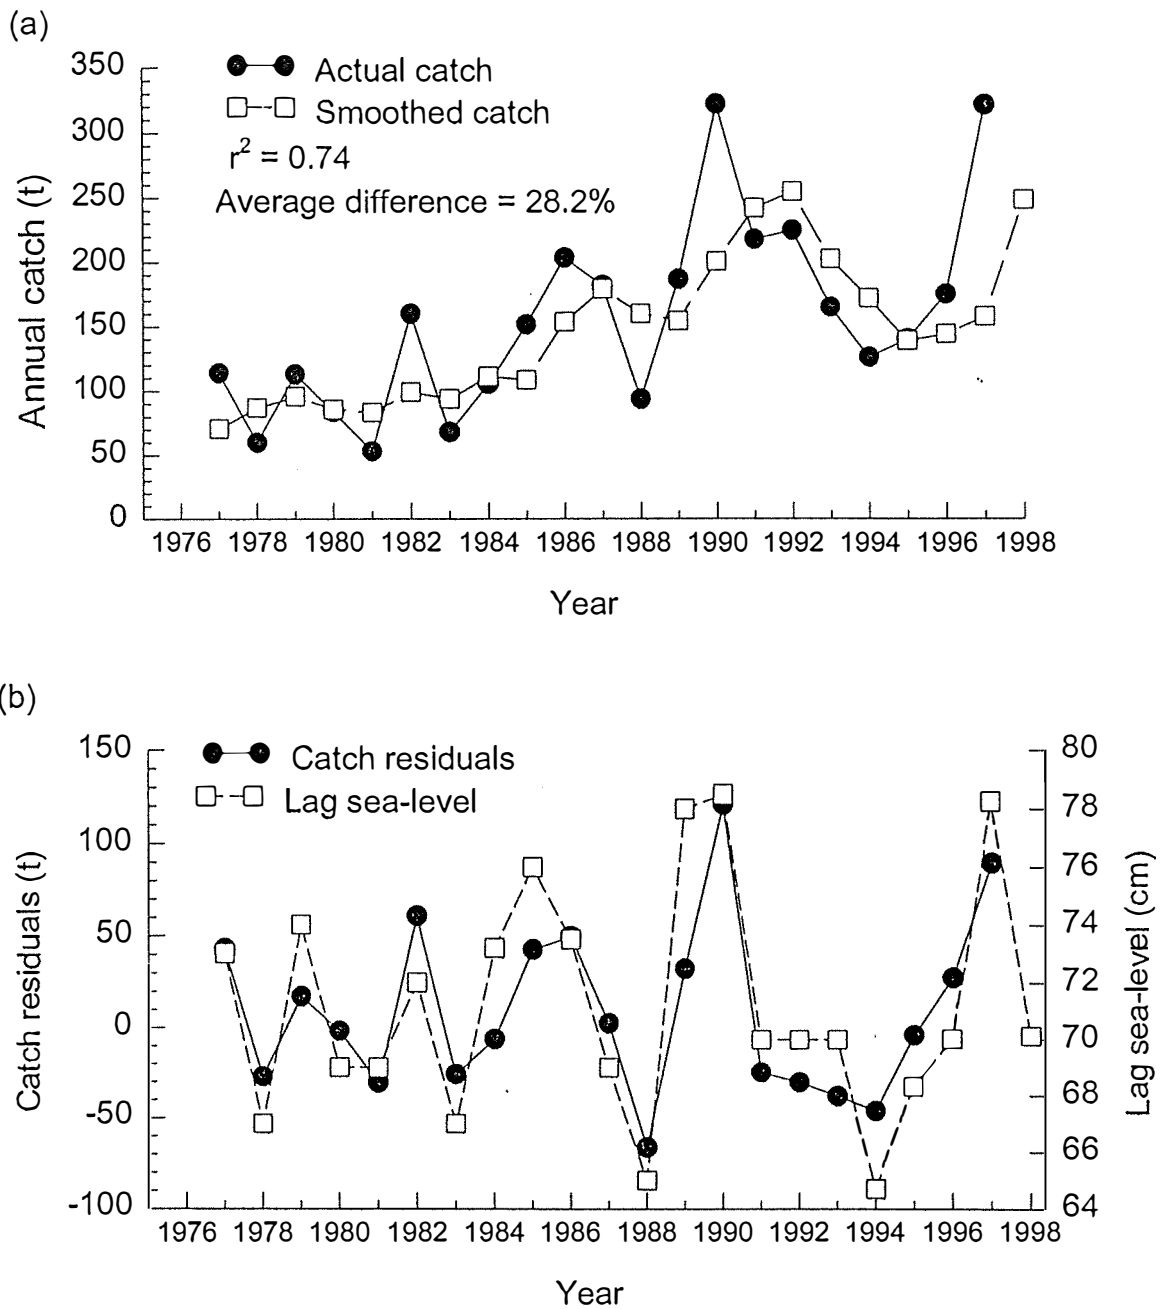 (a)
350
300
250
200
150
100
50
0
Annual catch (t)
Actual catch
Smoothed catch
r² = 0.74
Average difference = 28.2%
1976 1978 1980 1982 1984 1986 1988 1990 1992 1994 1996 1998
Year
(b)
150
100
50
0
-50
-100
Catch residuals (t)
Catch residuals
Lag sea-level
80
78
76
74
72
70
68
66
64
Lag sea-level (cm)
1976 1978 1980 1982 1984 1986 1988 1990 1992 1994 1996 1998
Year